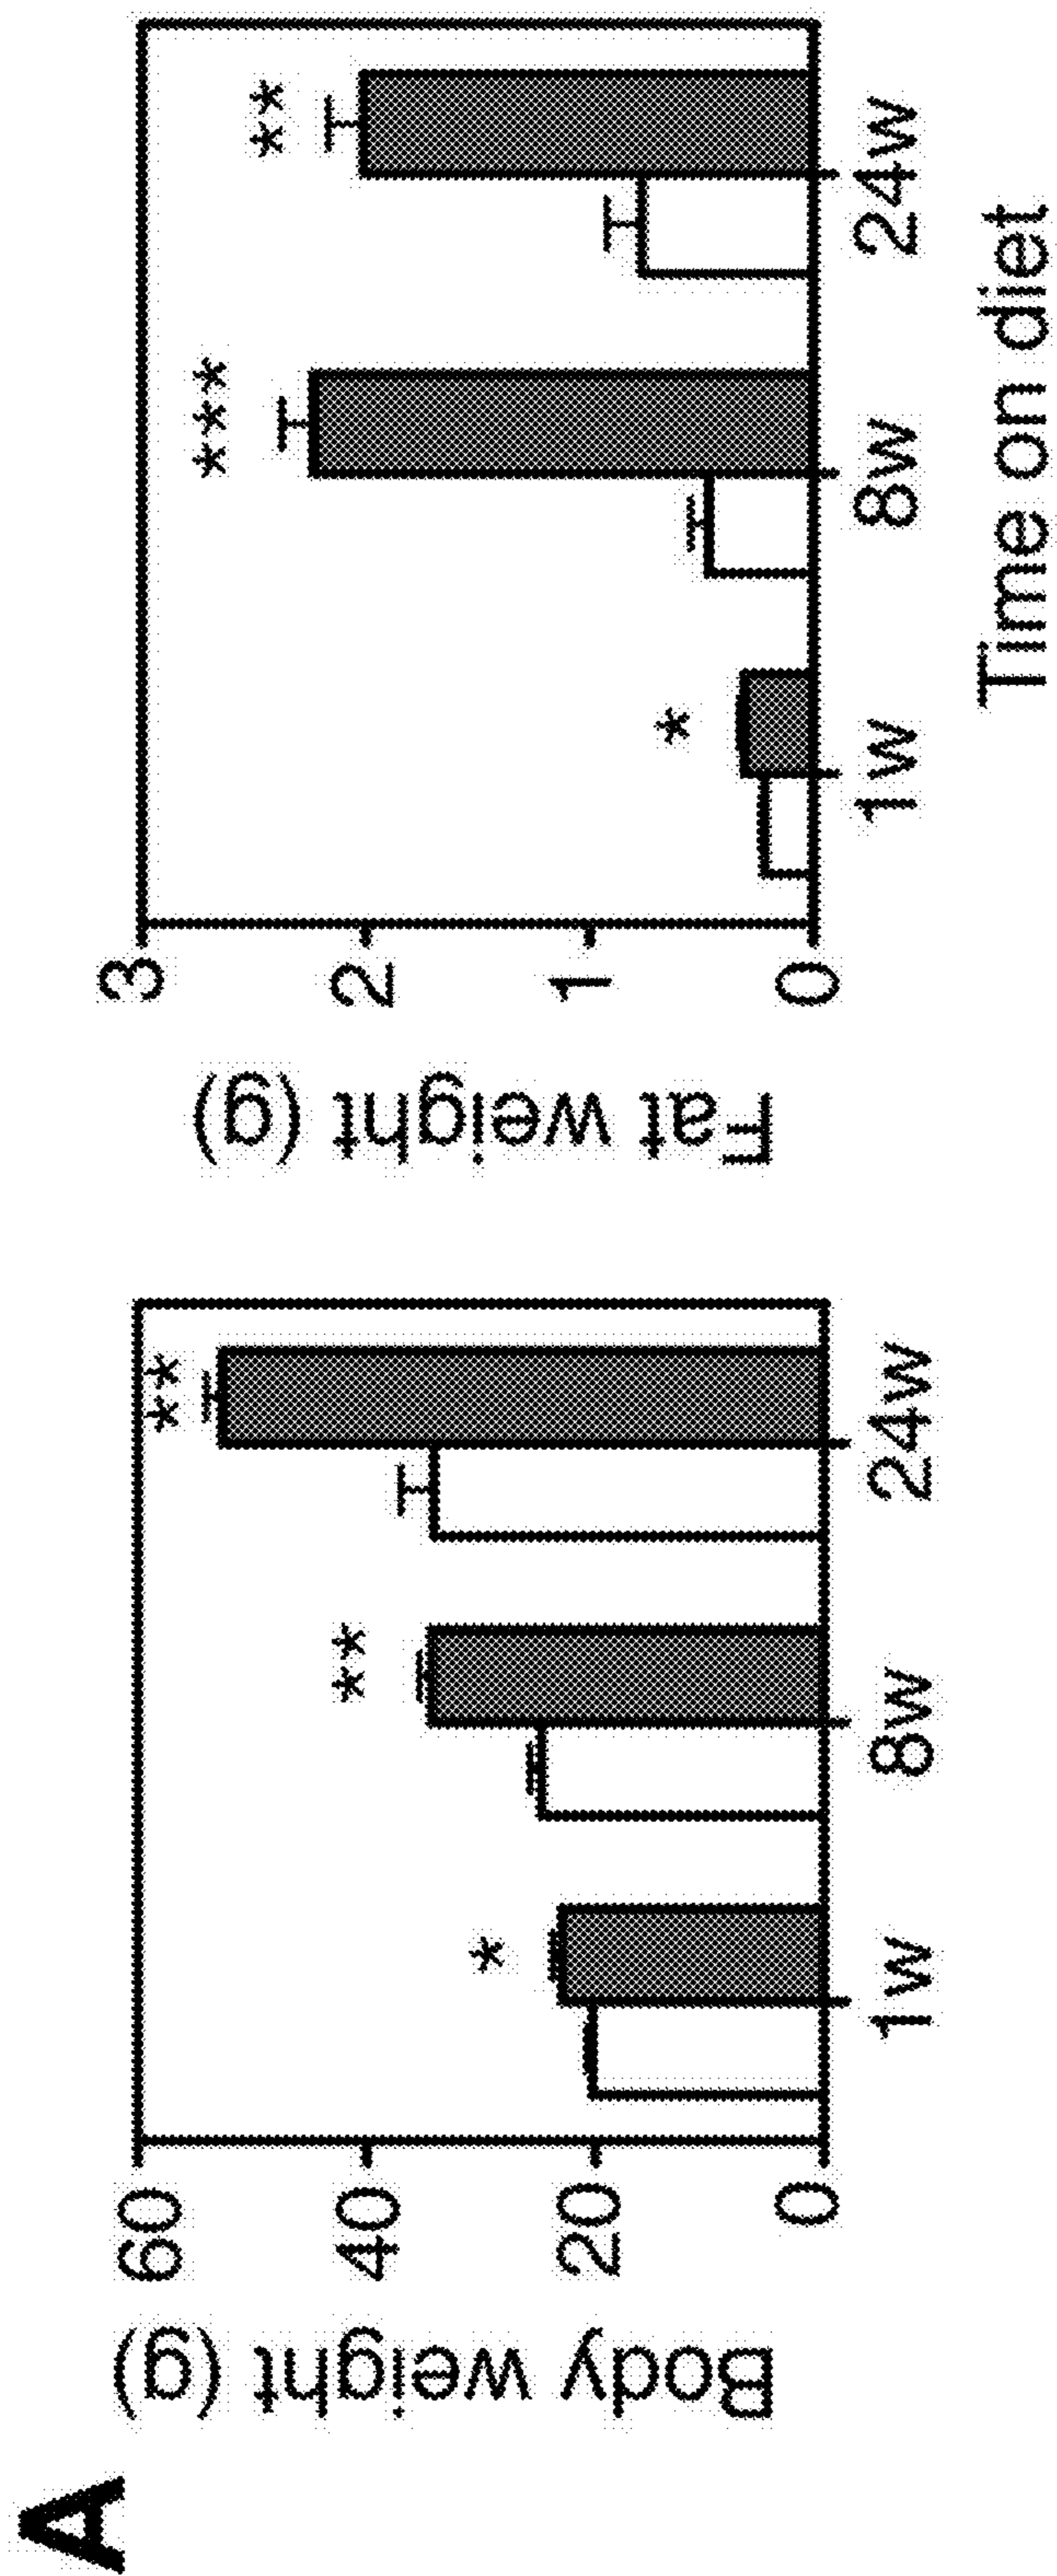 A
Body weight (g)
60
40
20
0
*
**
**
1w 8w 24w
Fat weight (g)
3
2
1
0
*
***
**
1w 8w 24w
Time on diet